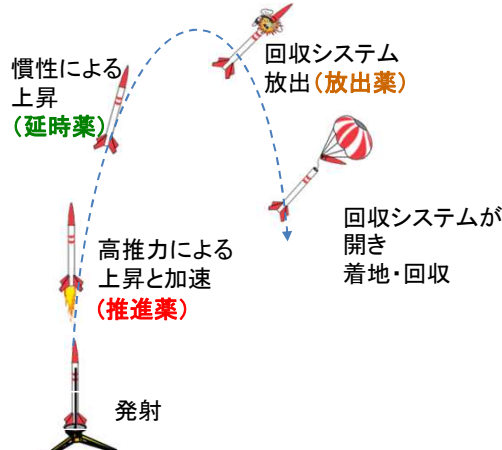 慣性による
上昇
(延時薬)
回収システム
放出(放出薬)
回収システムが
開き
着地・回収
高推力による
上昇と加速
(推進薬)
発射